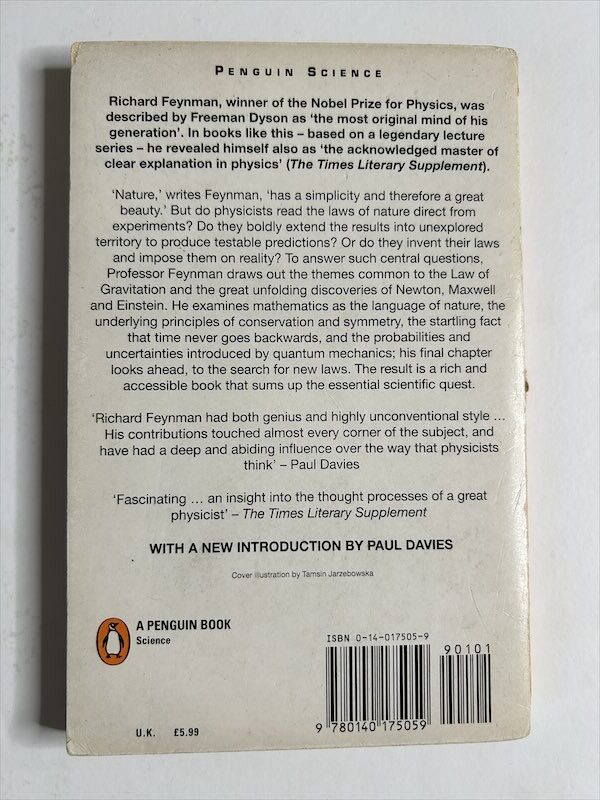 PENGUIN SCIENCE
Richard Feynman, winner of the Nobel Prize for Physics, was
described by Freeman Dyson as ‘the most original mind of his
generation’. In books like this – based on a legendary lecture
series – he revealed himself also as ‘the acknowledged master of
clear explanation in physics’ (The Times Literary Supplement).
‘Nature,’ writes Feynman, ‘has a simplicity and therefore a great
beauty.’ But do physicists read the laws of nature direct from
experiments? Do they boldly extend the results into unexplored
territory to produce testable predictions? Or do they invent their laws
and impose them on reality? To answer such central questions,
Professor Feynman draws out the themes common to the Law of
Gravitation and the great unfolding discoveries of Newton, Maxwell
and Einstein. He examines mathematics as the language of nature, the
underlying principles of conservation and symmetry, the startling fact
that time never goes backwards, and the probabilities and
uncertainties introduced by quantum mechanics; his final chapter
looks ahead, to the search for new laws. The result is a rich and
accessible book that sums up the essential scientific quest.
‘Richard Feynman had both genius and highly unconventional style ...
His contributions touched almost every corner of the subject, and
have had a deep and abiding influence over the way that physicists
think’ – Paul Davies
‘Fascinating ... an insight into the thought processes of a great
physicist’ – The Times Literary Supplement
WITH A NEW INTRODUCTION BY PAUL DAVIES
Cover illustration by Tamsin Jarzebowska
A PENGUIN BOOK
Science
ISBN 0-14-017505-9
90101
9 780140 175059
U.K. £5.99